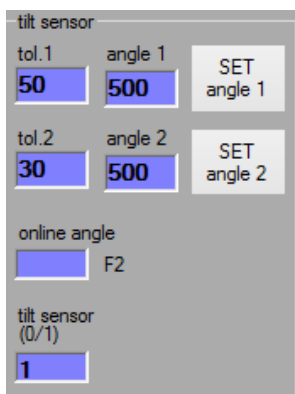 tilt sensor
tol.1 angle 1
50 500 SET
angle 1
tol.2 angle 2
30 500 SET
angle 2
online angle
F2
tilt sensor
(0/1)
1